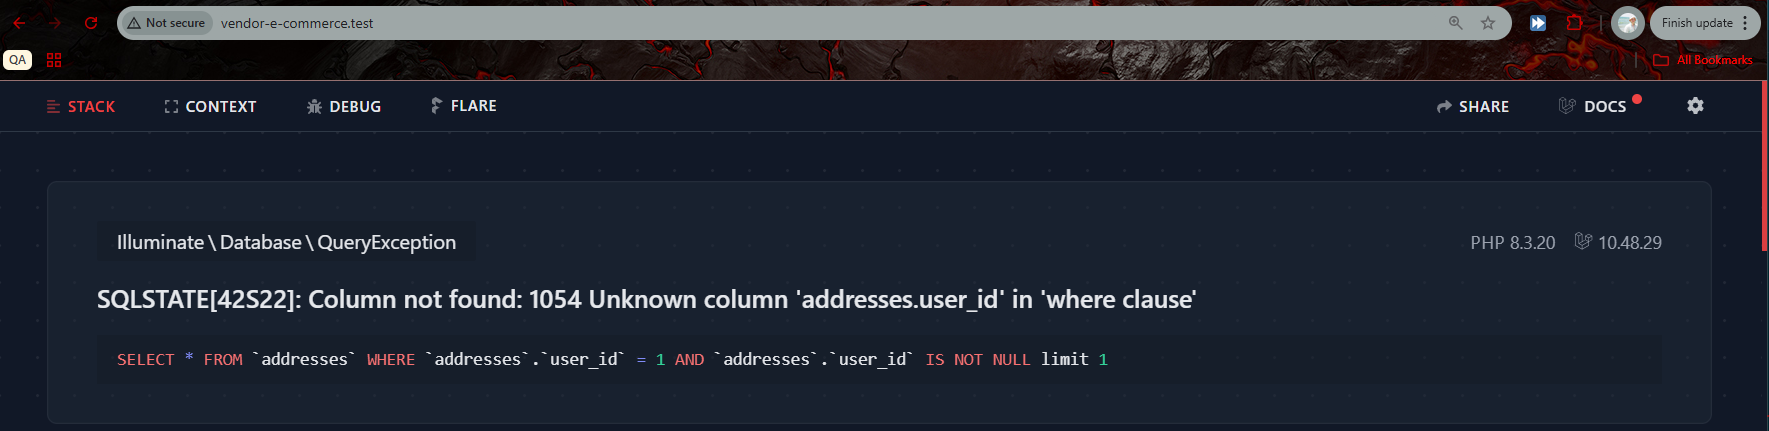 Not secure vendor-e-commerce.test Finish update
QA All Bookmarks
STACK CONTEXT DEBUG FLARE SHARE DOCS
Illuminate\Database\QueryException PHP 8.3.20 10.48.29
SQLSTATE[42S22]: Column not found: 1054 Unknown column 'addresses.user_id' in 'where clause'
SELECT * FROM `addresses` WHERE `addresses`.`user_id` = 1 AND `addresses`.`user_id` IS NOT NULL limit 1